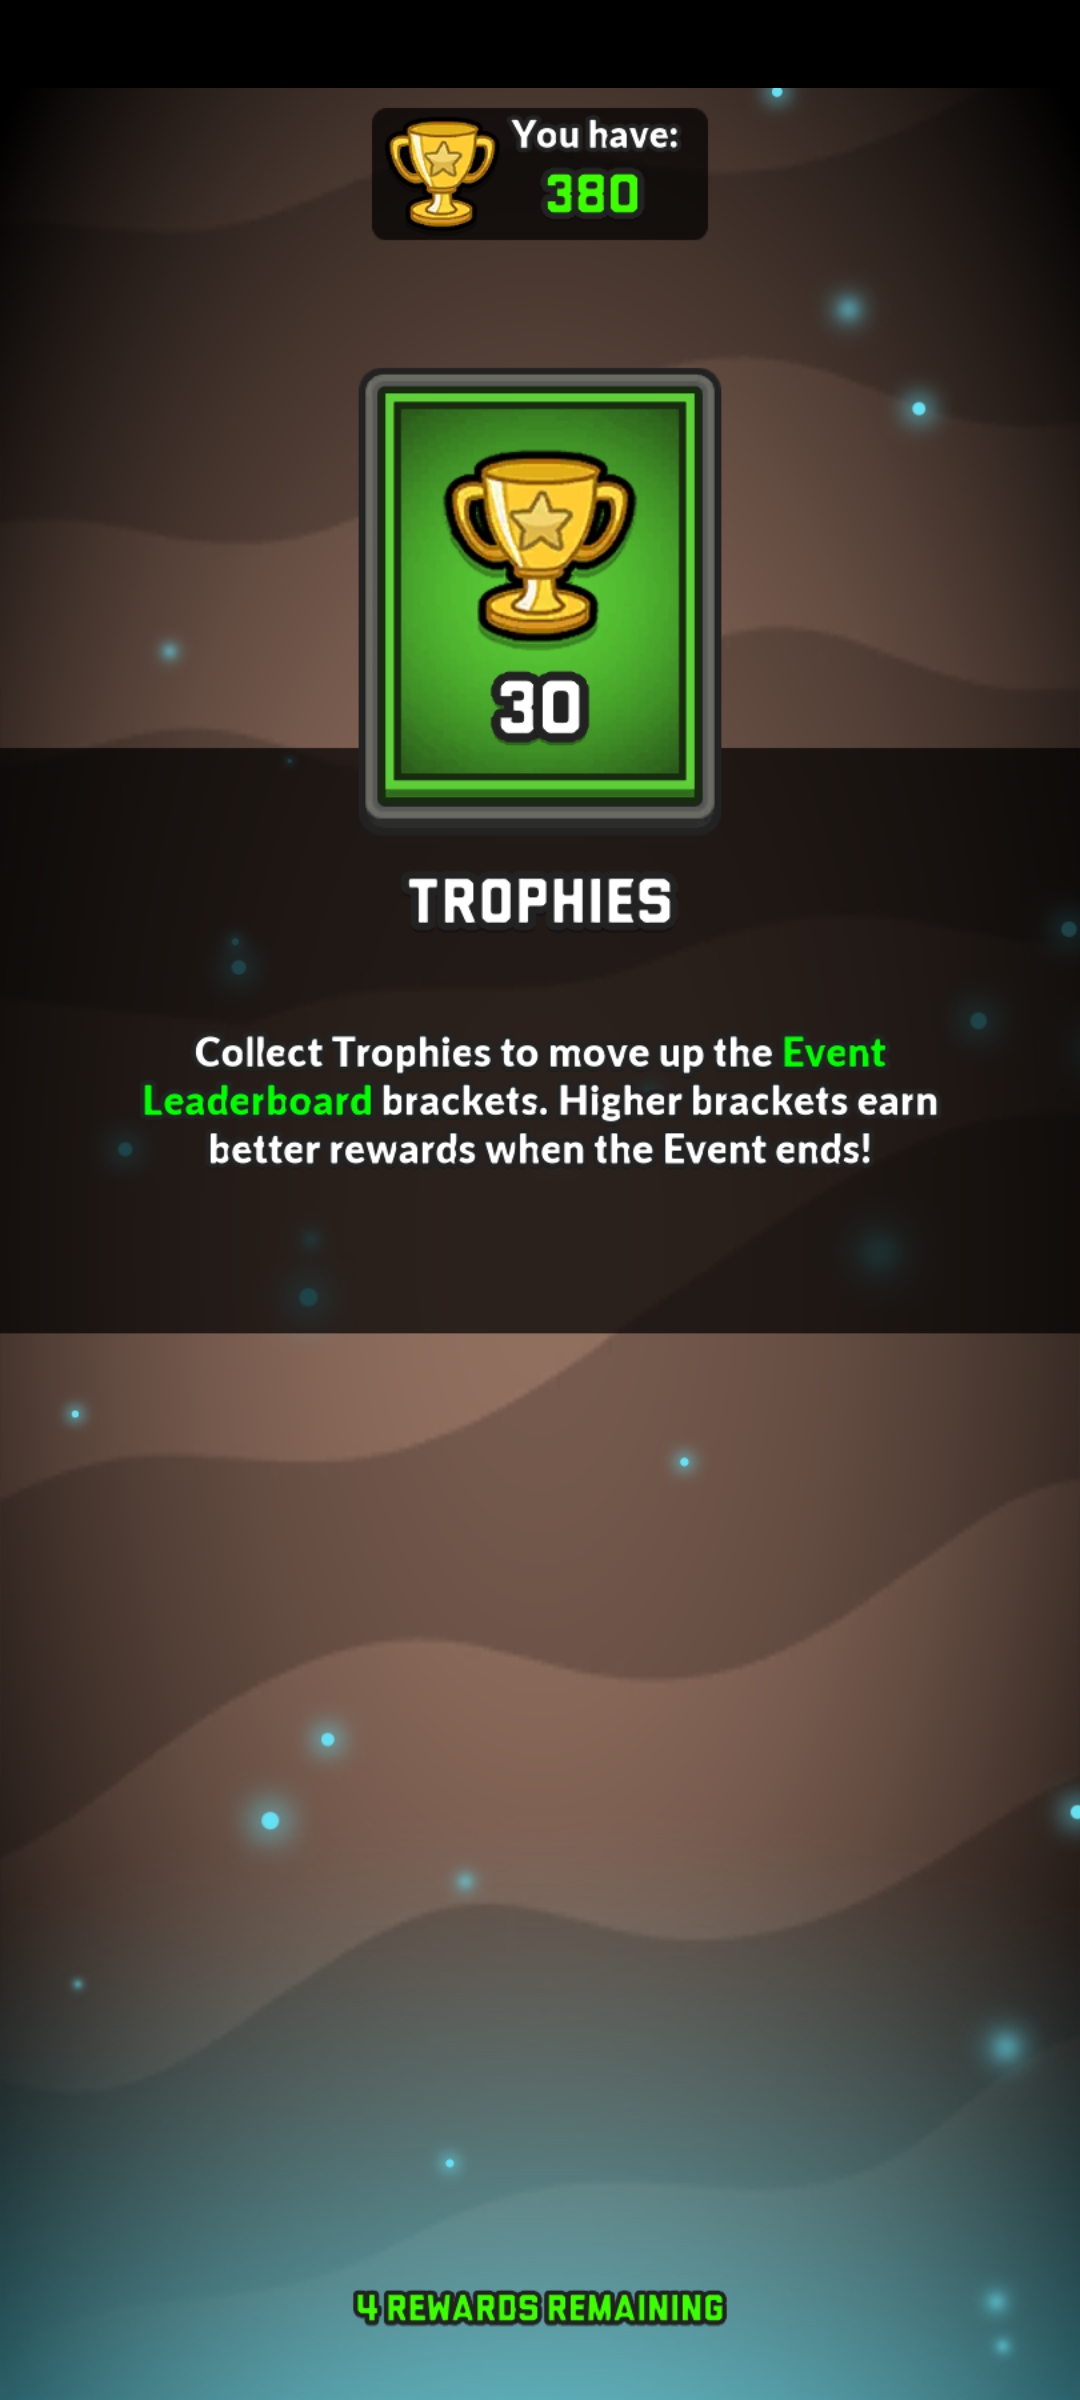 You have:
380
30
TROPHIES
Collect Trophies to move up the Event
Leaderboard brackets. Higher brackets earn
better rewards when the Event ends!
4 REWARDS REMAINING